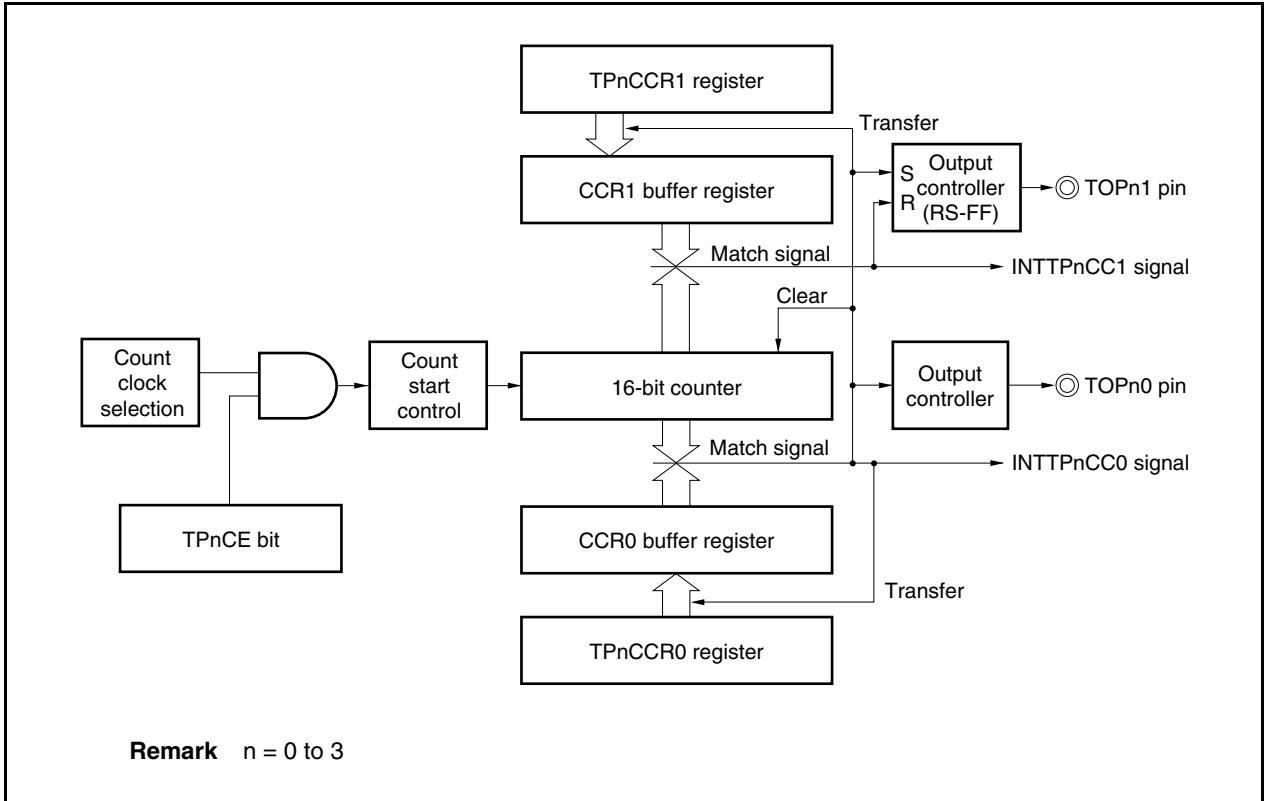 TPnCCR1 register
Transfer
CCR1 buffer register
S
R
Output
controller
(RS-FF)
TOPn1 pin
Match signal
INTTPnCC1 signal
Clear
Count
clock
selection
Count
start
control
16-bit counter
Output
controller
TOPn0 pin
Match signal
INTTPnCC0 signal
TPnCE bit
CCR0 buffer register
Transfer
TPnCCR0 register
Remark n = 0 to 3